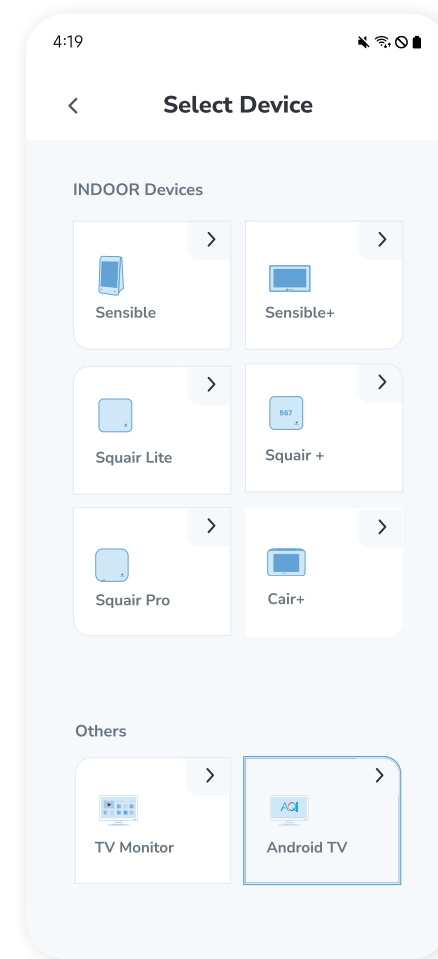 4:19
Select Device
INDOOR Devices
Sensible
Sensible+
Squair Lite
567
Squair +
Squair Pro
Cair+
Others
TV Monitor
AQI
Android TV